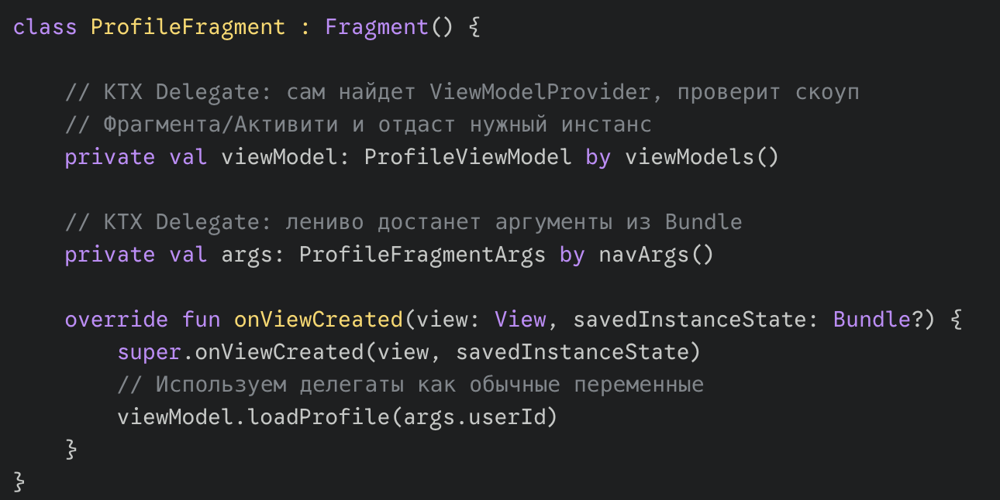 class ProfileFragment : Fragment() {
// KTX Delegate: сам найдет ViewModelProvider, проверит скоуп
// Фрагмента/Активити и отдаст нужный инстанс
private val viewModel: ProfileViewModel by viewModels()
// KTX Delegate: лениво достанет аргументы из Bundle
private val args: ProfileFragmentArgs by navArgs()
override fun onViewCreated(view: View, savedInstanceState: Bundle?) {
super.onViewCreated(view, savedInstanceState)
// Используем делегаты как обычные переменные
viewModel.loadProfile(args.userId)
}
}